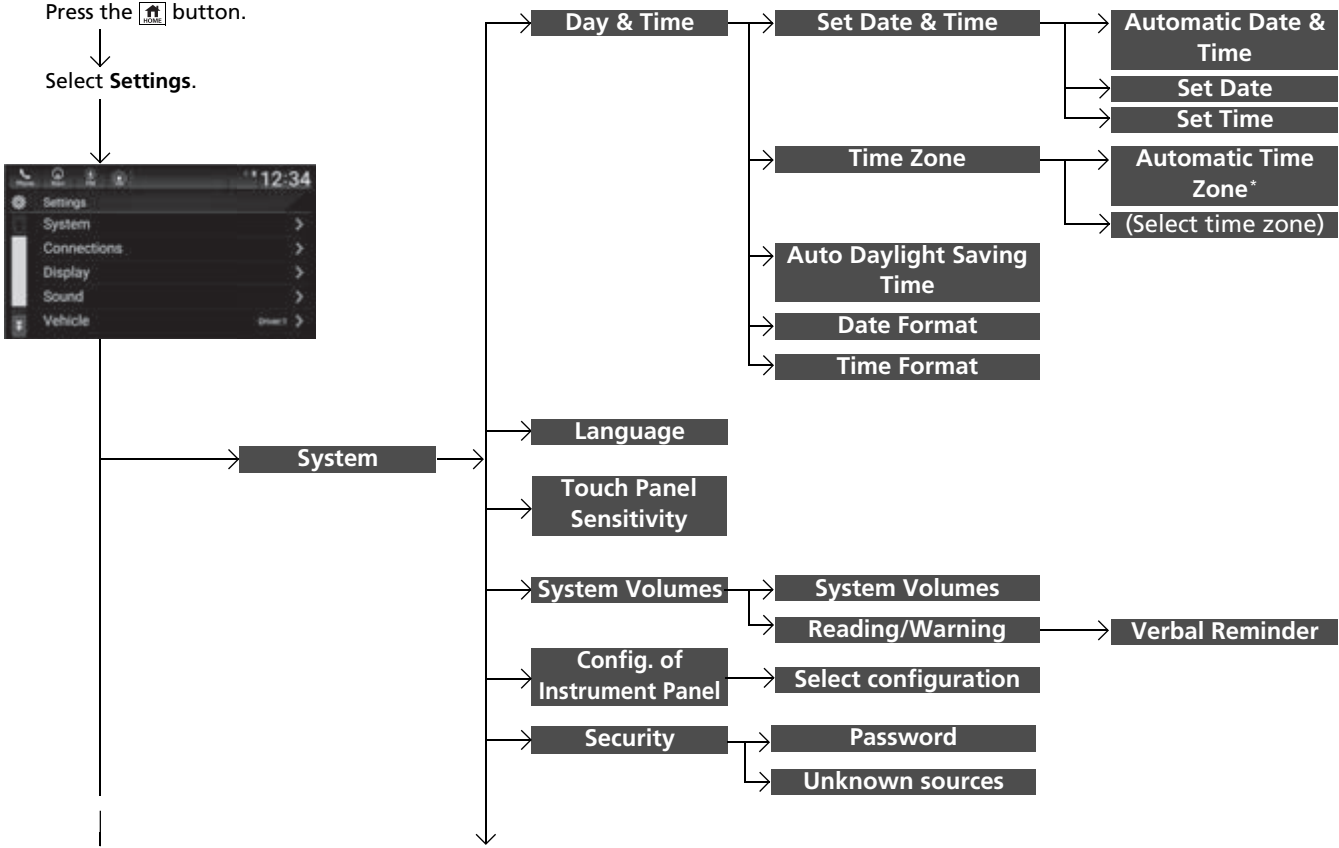 Press the HOME button.
Select Settings.
12:34
Settings
System
Connections
Display
Sound
Vehicle
System
Day & Time
Set Date & Time
Automatic Date &
Time
Set Date
Set Time
Time Zone
Automatic Time
Zone*
(Select time zone)
Auto Daylight Saving
Time
Date Format
Time Format
Language
Touch Panel
Sensitivity
System Volumes
System Volumes
Reading/Warning
Verbal Reminder
Config. of
Instrument Panel
Select configuration
Security
Password
Unknown sources